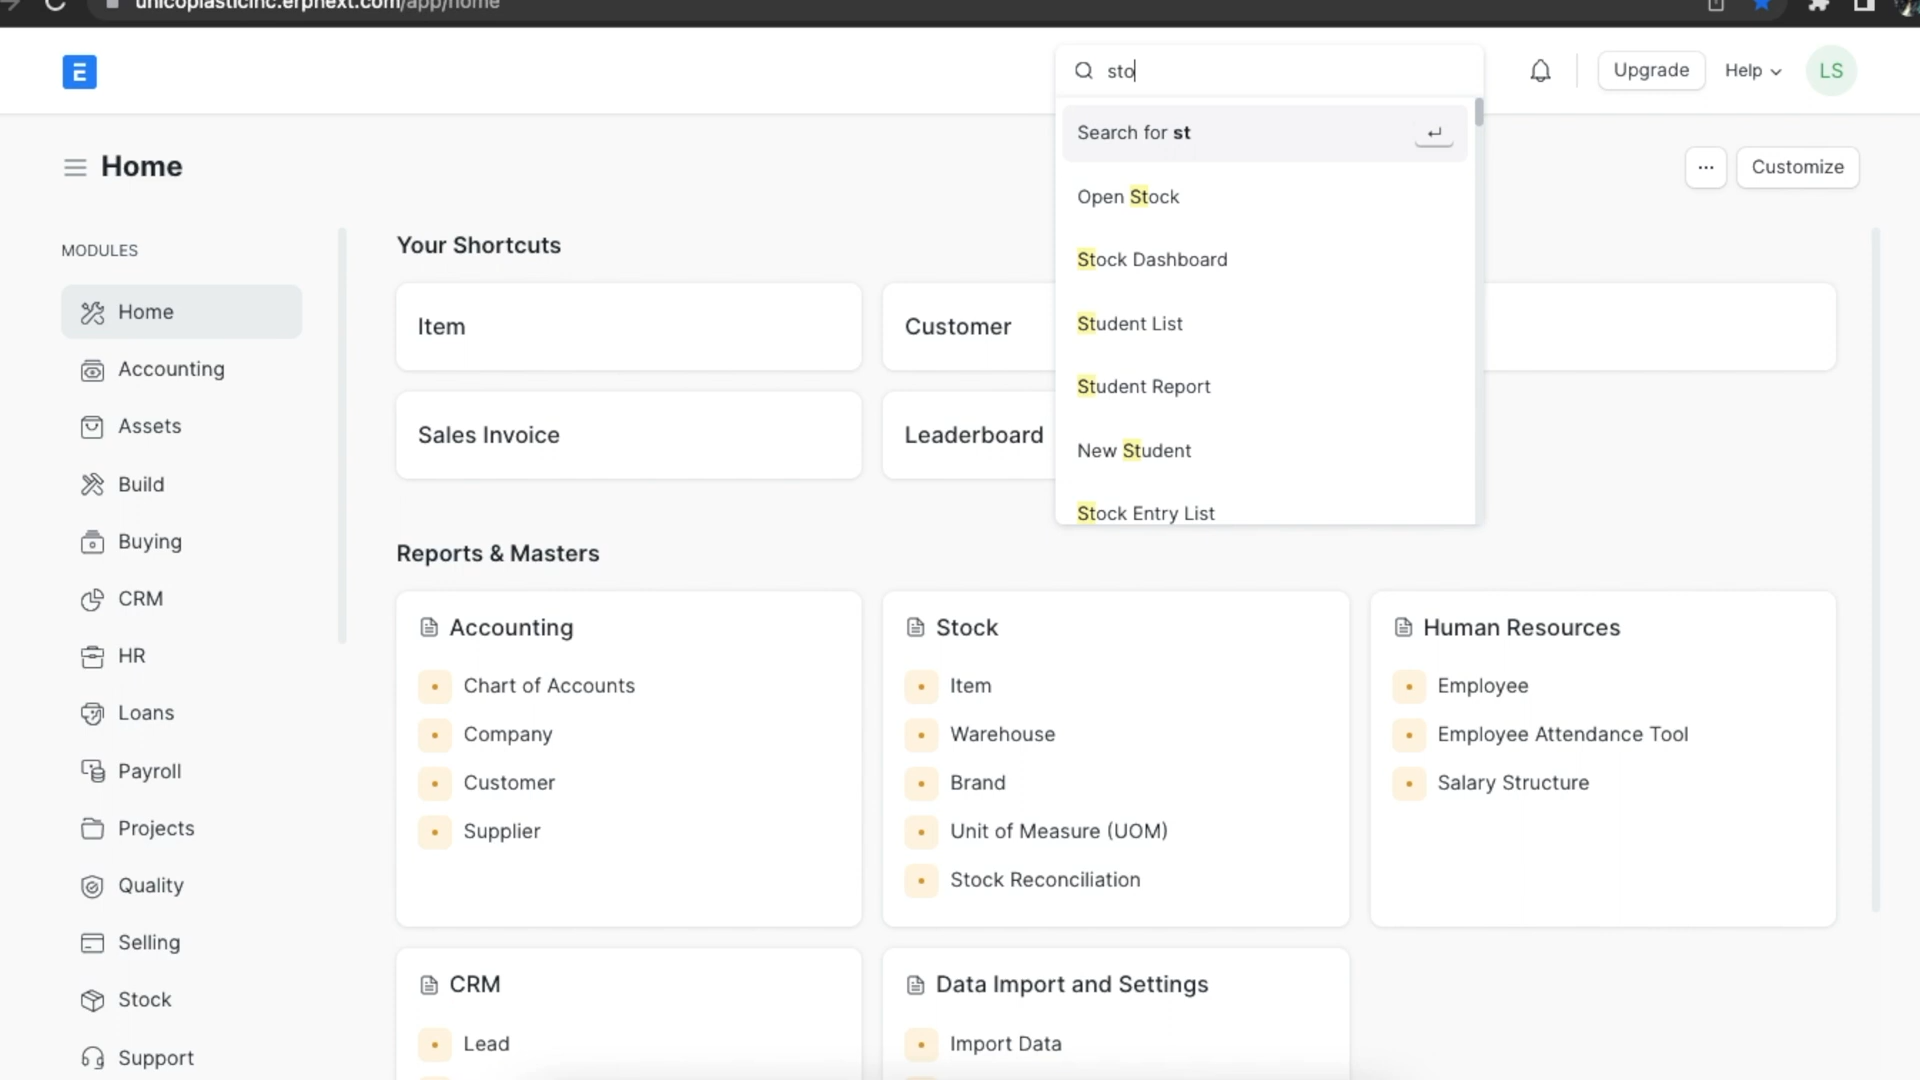 unicoplasticinc.erpnext.com/app/home
E
sto
Upgrade
Help
LS
Search for st
Open Stock
Stock Dashboard
Student List
Student Report
New Student
Stock Entry List
Home
...
Customize
MODULES
Home
Accounting
Assets
Build
Buying
CRM
HR
Loans
Payroll
Projects
Quality
Selling
Stock
Support
Your Shortcuts
Item
Customer
Sales Invoice
Leaderboard
Reports & Masters
Accounting
Chart of Accounts
Company
Customer
Supplier
Stock
Item
Warehouse
Brand
Unit of Measure (UOM)
Stock Reconciliation
Human Resources
Employee
Employee Attendance Tool
Salary Structure
CRM
Lead
Data Import and Settings
Import Data